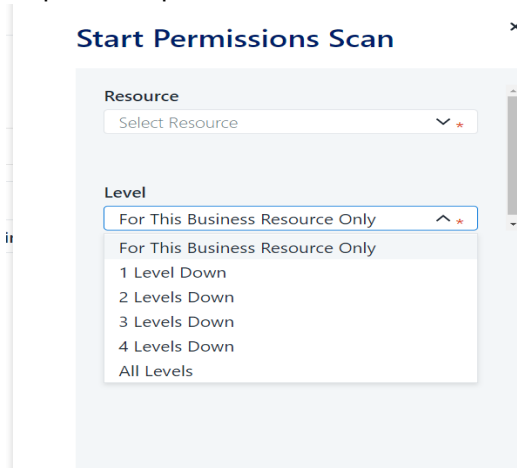 Start Permissions Scan
Resource
Select Resource *
Level
For This Business Resource Only *
For This Business Resource Only
1 Level Down
2 Levels Down
3 Levels Down
4 Levels Down
All Levels